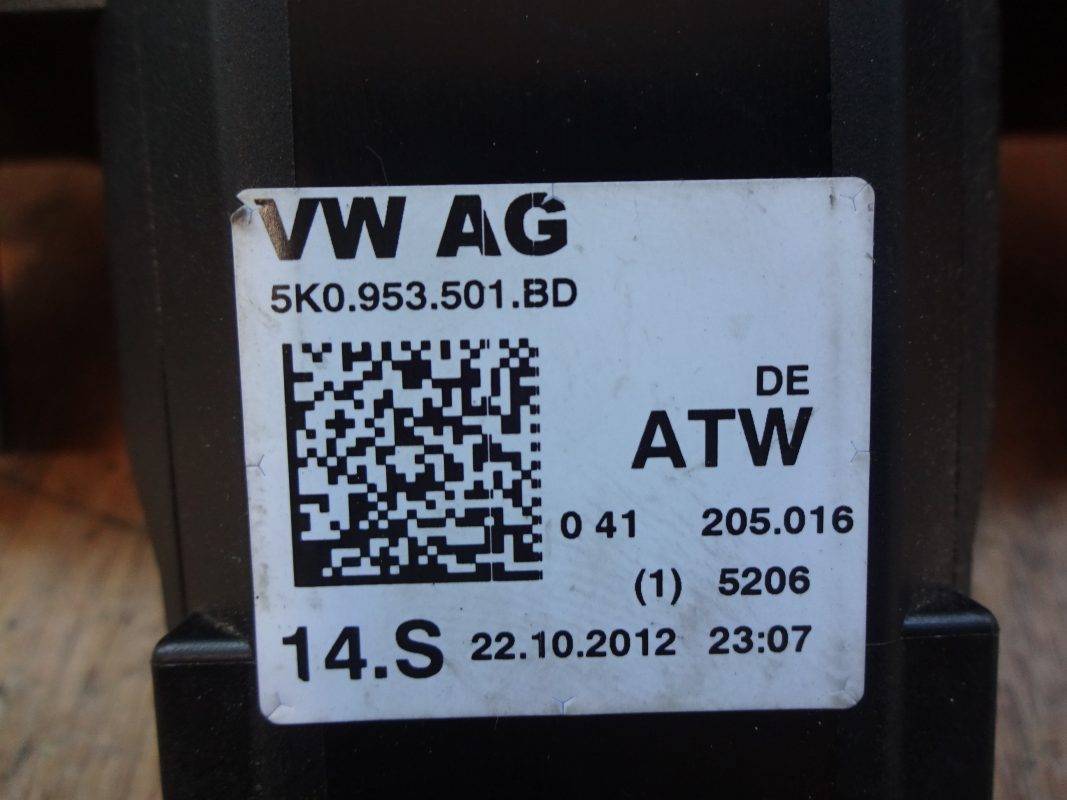 VW AG
5K0.953.501.BD
DE
ATW
0 41 205.016
(1) 5206
14.S 22.10.2012 23:07